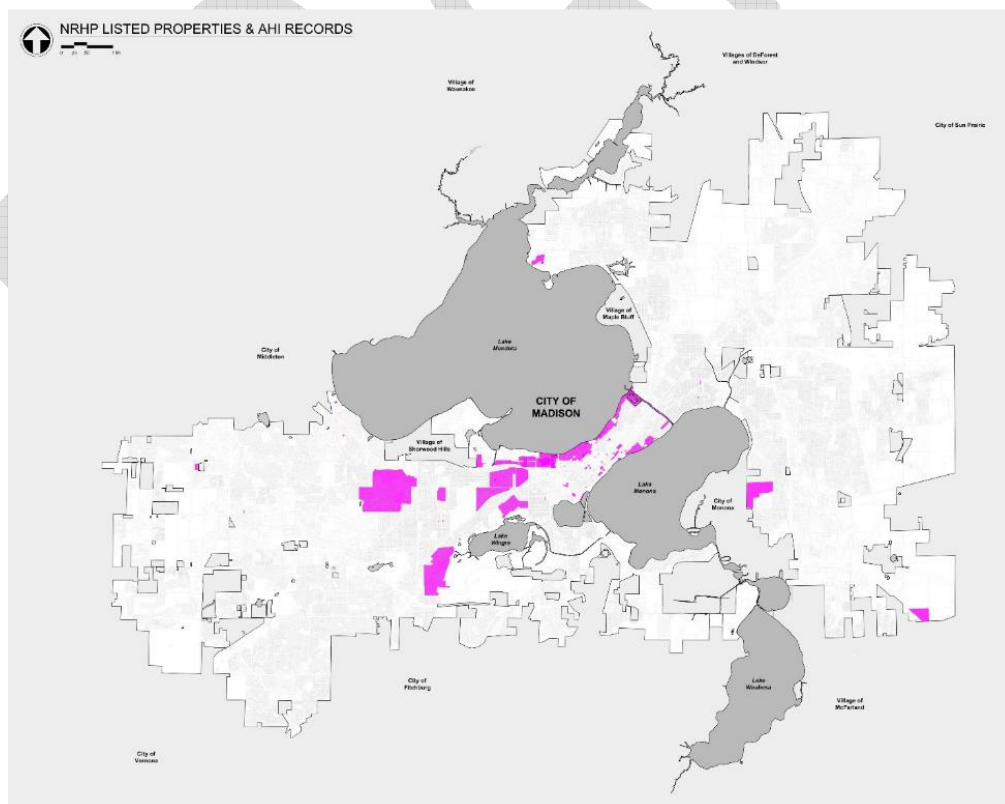 NRHP LISTED PROPERTIES & AHI RECORDS
Villages of DeForest
and Windsor
Village of
Waunakee
City of Sun Prairie
Village of
Maple Bluff
Lake
Mendota
City of
Middleton
CITY OF
MADISON
Village of
Shorwood Hills
Lake
Monona
City of
Monona
Lake
Wingra
City of
Fitchburg
Lake
Waubesa
Village of
McFarland
City of
Verona